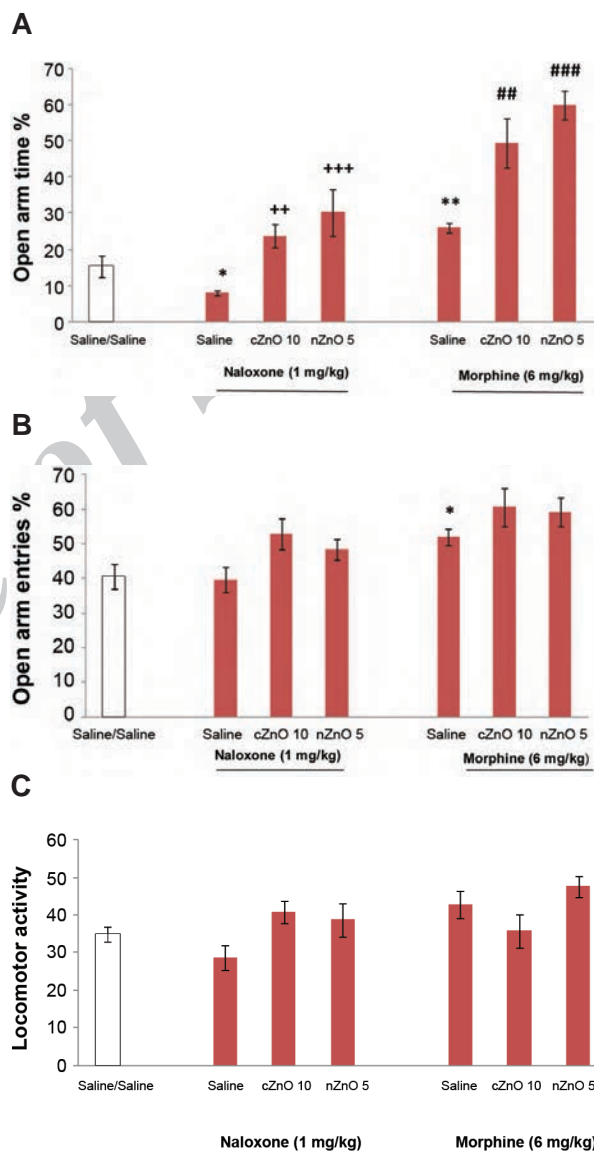 A
Open arm time %
70
60
50
40
30
20
10
0
*
++
+++
**
##
###
Saline/Saline
Saline cZnO 10 nZnO 5
Saline cZnO 10 nZnO 5
Naloxone (1 mg/kg)
Morphine (6 mg/kg)
B
Open arm entries %
70
60
50
40
30
20
10
0
*
Saline/Saline
Saline cZnO 10 nZnO 5
Saline cZnO 10 nZnO 5
Naloxone (1 mg/kg)
Morphine (6 mg/kg)
C
Locomotor activity
60
50
40
30
20
10
0
Saline/Saline
Saline cZnO 10 nZnO 5
Saline cZnO 10 nZnO 5
Naloxone (1 mg/kg)
Morphine (6 mg/kg)